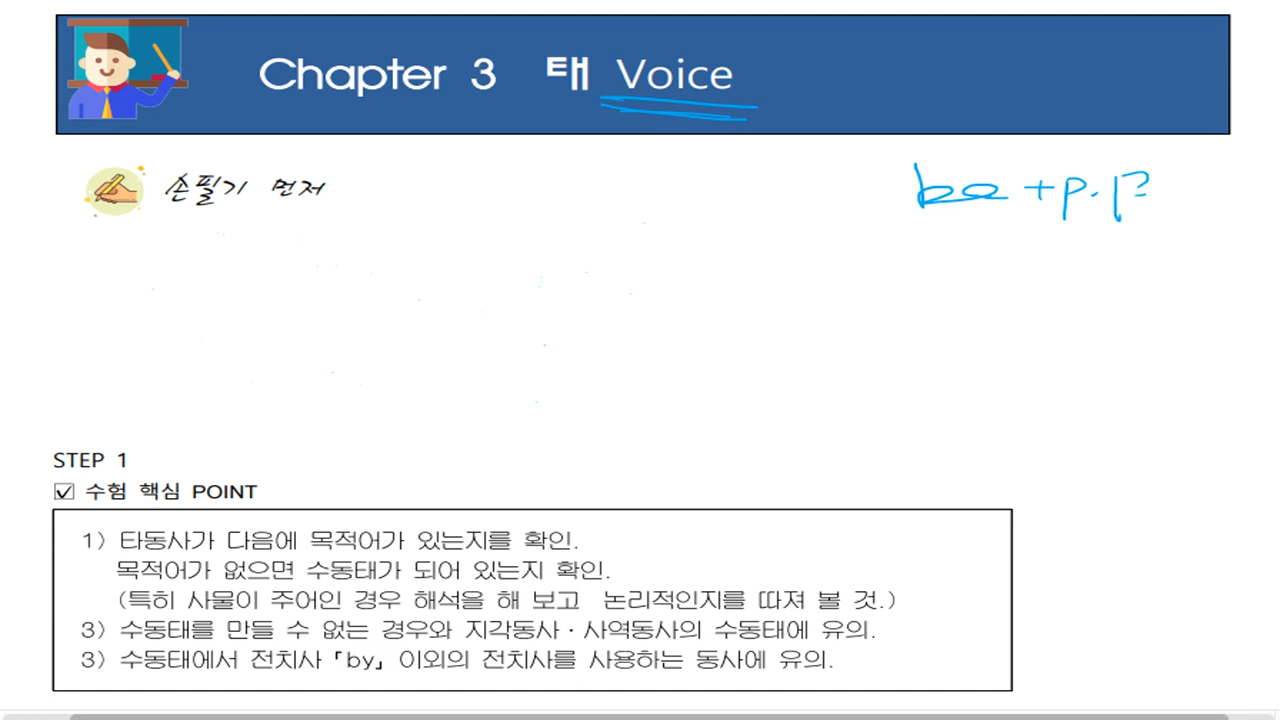 Chapter 3 태 Voice
손필기 먼저
be + p.p
STEP 1
☑ 수험 핵심 POINT
1) 타동사가 다음에 목적어가 있는지를 확인.
목적어가 없으면 수동태가 되어 있는지 확인.
(특히 사물이 주어인 경우 해석을 해 보고 논리적인지를 따져 볼 것.)
3) 수동태를 만들 수 없는 경우와 지각동사·사역동사의 수동태에 유의.
3) 수동태에서 전치사「by」이외의 전치사를 사용하는 동사에 유의.